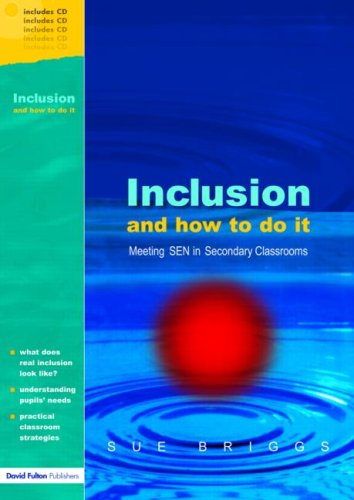 includes CD
includes CD
includes CD
includes CD
includes CD
Inclusion
and how to do it
Inclusion
and how to do it
Meeting SEN in Secondary Classrooms
what does
real inclusion
look like?
understanding
pupils' needs
practical
classroom
strategies
SUE BRIGGS
David Fulton Publishers